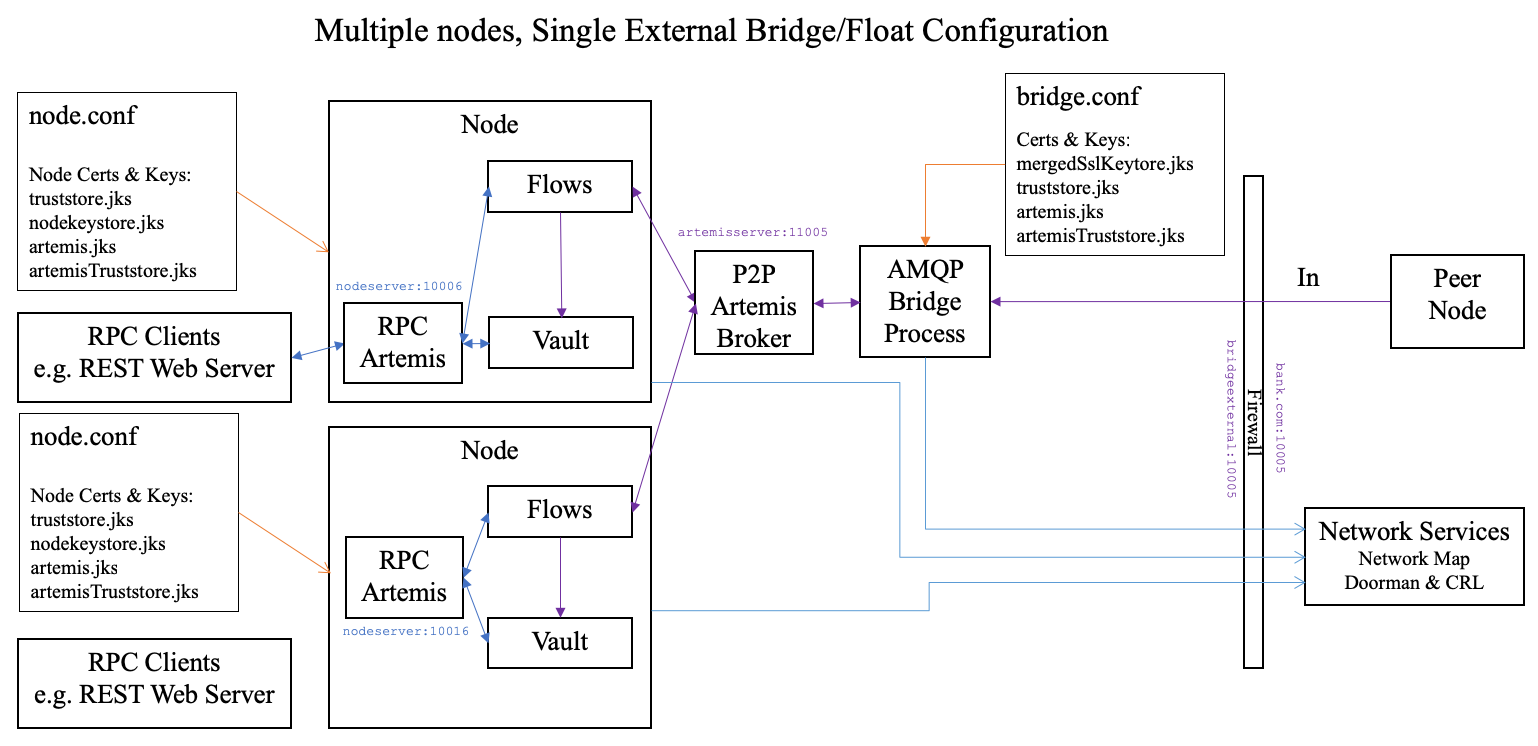 Multiple nodes, Single External Bridge/Float Configuration
node.conf
Node Certs & Keys:
truststore.jks
nodekeystore.jks
artemis.jks
artemisTruststore.jks
RPC Clients
e.g. REST Web Server
Node
Flows
nodeserver:10006
RPC
Artemis
Vault
node.conf
Node Certs & Keys:
truststore.jks
nodekeystore.jks
artemis.jks
artemisTruststore.jks
RPC Clients
e.g. REST Web Server
Node
Flows
RPC
Artemis
nodeserver:10016
Vault
artemisserver:11005
P2P
Artemis
Broker
AMQP
Bridge
Process
bridge.conf
Certs & Keys:
mergedSslKeytore.jks
truststore.jks
artemis.jks
artemisTruststore.jks
bridgeexternal:10005
Firewall
bank.com:10005
In
Peer
Node
Network Services
Network Map
Doorman & CRL